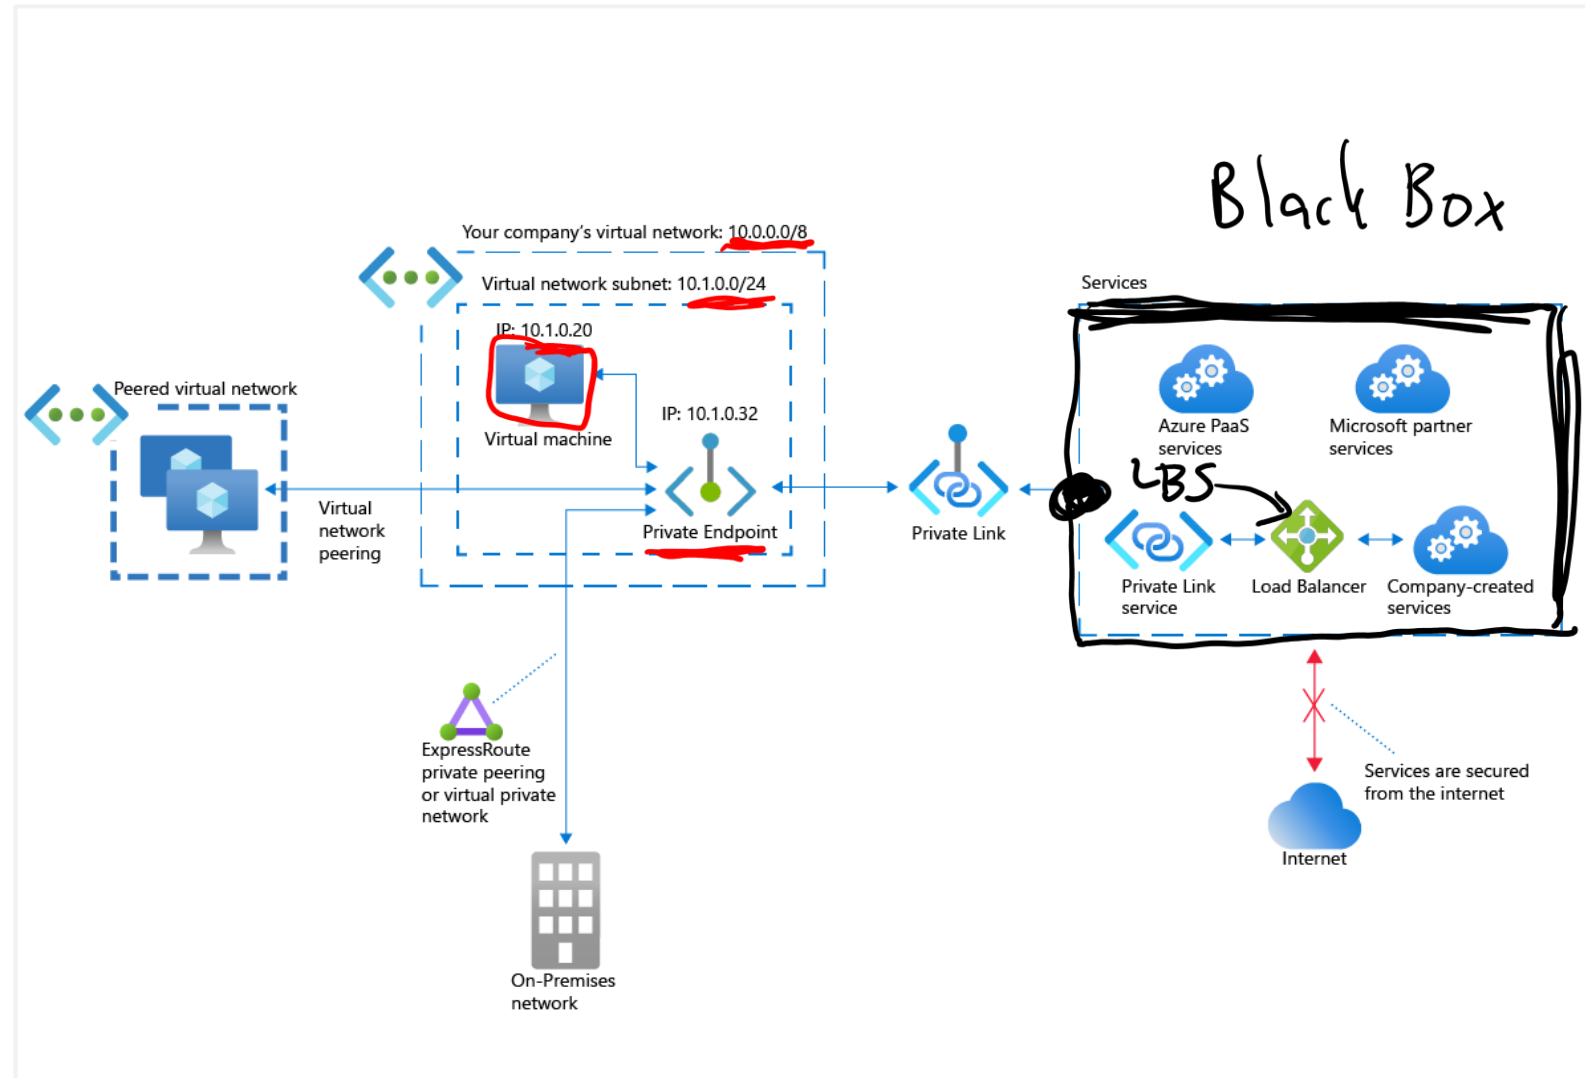 Black Box
Your company's virtual network: 10.0.0.0/8
Virtual network subnet: 10.1.0.0/24
Services
IP: 10.1.0.20
Virtual machine
IP: 10.1.0.32
Private Endpoint
Peered virtual network
Virtual
network
peering
Private Link
Azure PaaS
services
Microsoft partner
services
LBS
Private Link
service
Load Balancer
Company-created
services
ExpressRoute
private peering
or virtual private
network
On-Premises
network
Services are secured
from the internet
Internet